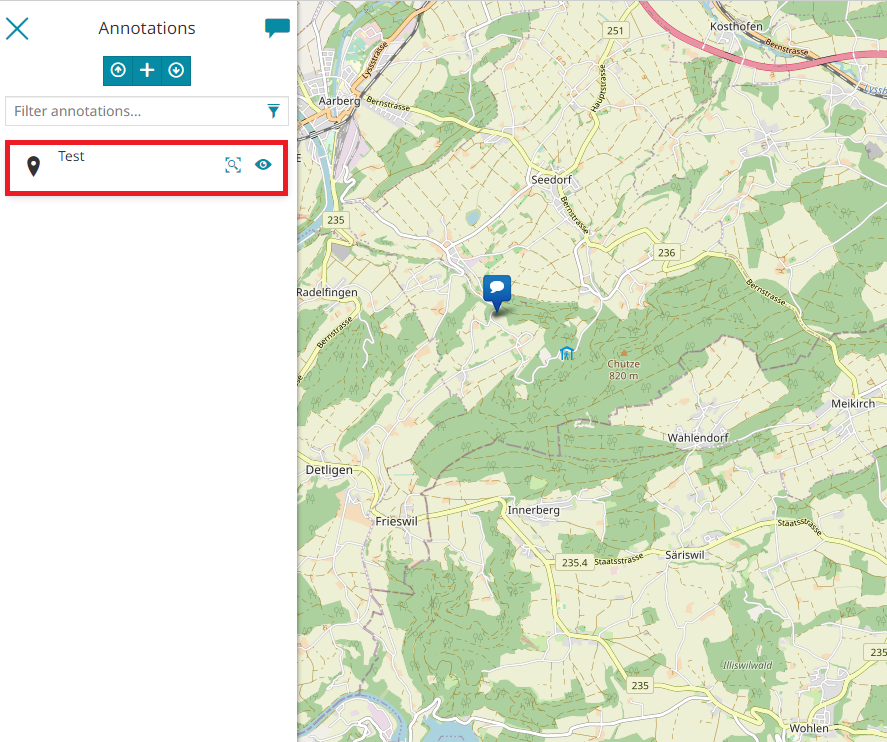 Annotations
Filter annotations...
Test
251
Kosthofen
Bernstrasse
Lyssstrasse
Aarberg
Bernstrasse
Hauptstrasse
E
Seedorf
Bernstrasse
235
236
Radelfingen
Bernstrasse
Bernstrasse
Chutze
820 m
Meikirch
Wahlendorf
Detligen
Innerberg
Frieswil
Staatsstrasse
235.4
Staatsstrasse
Säriswil
235
Illiswilwald
235
Wohlen